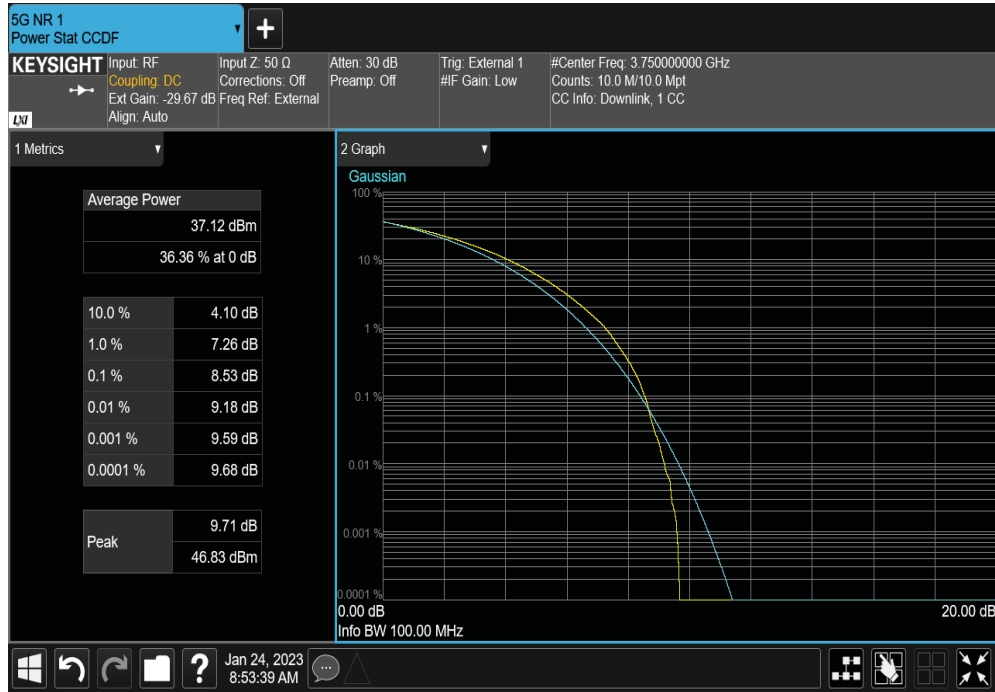 5G NR 1
Power Stat CCDF
+
KEYSIGHT
LXI
Input: RF
Coupling: DC
Ext Gain: -29.67 dB
Align: Auto
Input Z: 50 Ω
Corrections: Off
Freq Ref: External
Atten: 30 dB
Preamp: Off
Trig: External 1
#IF Gain: Low
#Center Freq: 3.750000000 GHz
Counts: 10.0 M/10.0 Mpt
CC Info: Downlink, 1 CC
1 Metrics
Average Power
37.12 dBm
36.36 % at 0 dB
10.0 % 4.10 dB
1.0 % 7.26 dB
0.1 % 8.53 dB
0.01 % 9.18 dB
0.001 % 9.59 dB
0.0001 % 9.68 dB
Peak
9.71 dB
46.83 dBm
2 Graph
Gaussian
100 %
10 %
1 %
0.1 %
0.01 %
0.001 %
0.0001 %
0.00 dB 20.00 dB
Info BW 100.00 MHz
?
Jan 24, 2023
8:53:39 AM